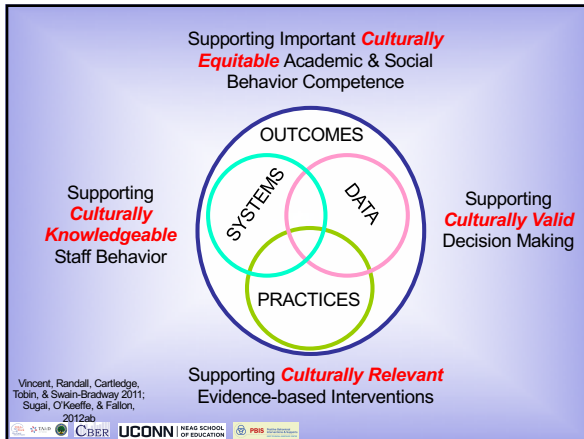 Supporting Important Culturally
Equitable Academic & Social
Behavior Competence
OUTCOMES
SYSTEMS
DATA
PRACTICES
Supporting
Culturally
Knowledgeable
Staff Behavior
Supporting
Culturally Valid
Decision Making
Supporting Culturally Relevant
Evidence-based Interventions
Vincent, Randall, Cartledge,
Tobin, & Swain-Bradway 2011;
Sugai, O'Keeffe, & Fallon,
2012ab
CBER
UCONN
NEAG SCHOOL
OF EDUCATION
PBIS